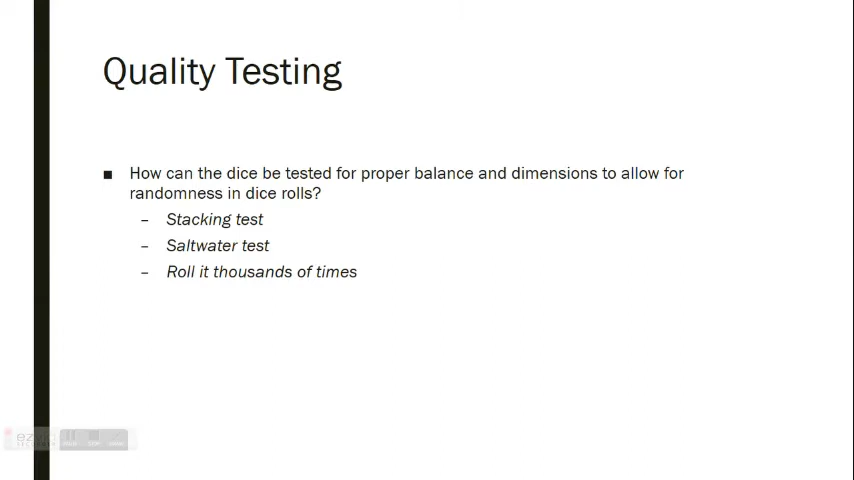 Quality Testing
■ How can the dice be tested for proper balance and dimensions to allow for
randomness in dice rolls?
– Stacking test
– Saltwater test
– Roll it thousands of times